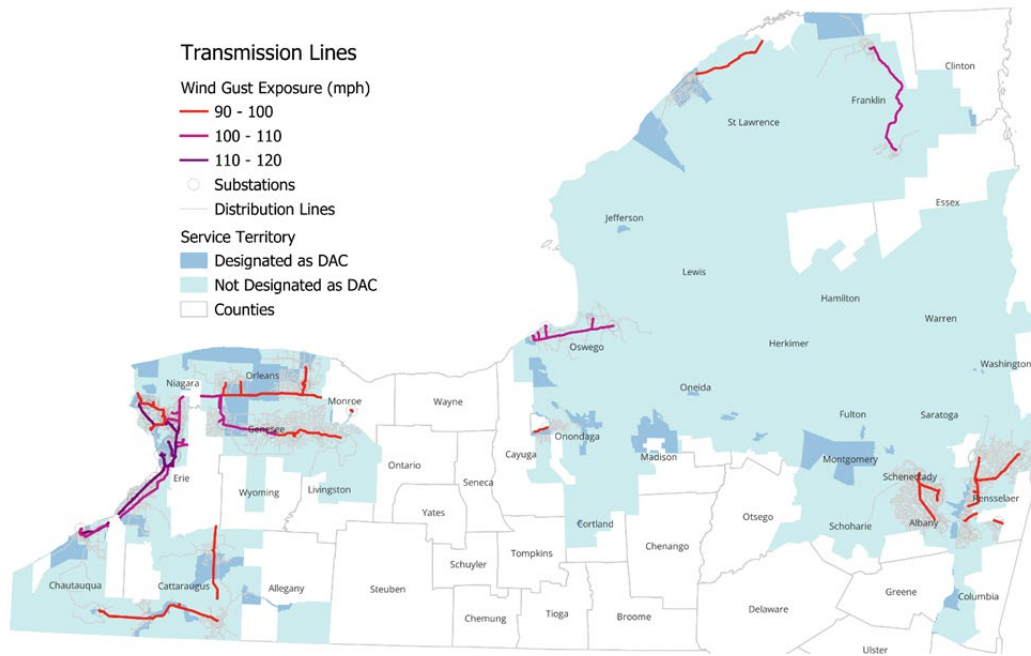 Transmission Lines
Wind Gust Exposure (mph)
90 - 100
100 - 110
110 - 120
Substations
Distribution Lines
Service Territory
Designated as DAC
Not Designated as DAC
Counties
Clinton
Franklin
St Lawrence
Essex
Jefferson
Lewis
Hamilton
Warren
Oswego
Herkimer
Washington
Niagara
Orleans
Monroe
Wayne
Oneida
Fulton
Saratoga
Genesee
Onondaga
Cayuga
Madison
Montgomery
Schenectady
Rensselaer
Ontario
Seneca
Erie
Wyoming
Livingston
Yates
Cortland
Otsego
Schoharie
Albany
Chenango
Tompkins
Schuyler
Chautauqua
Cattaraugus
Allegany
Steuben
Chemung
Tioga
Broome
Delaware
Greene
Columbia
Ulster